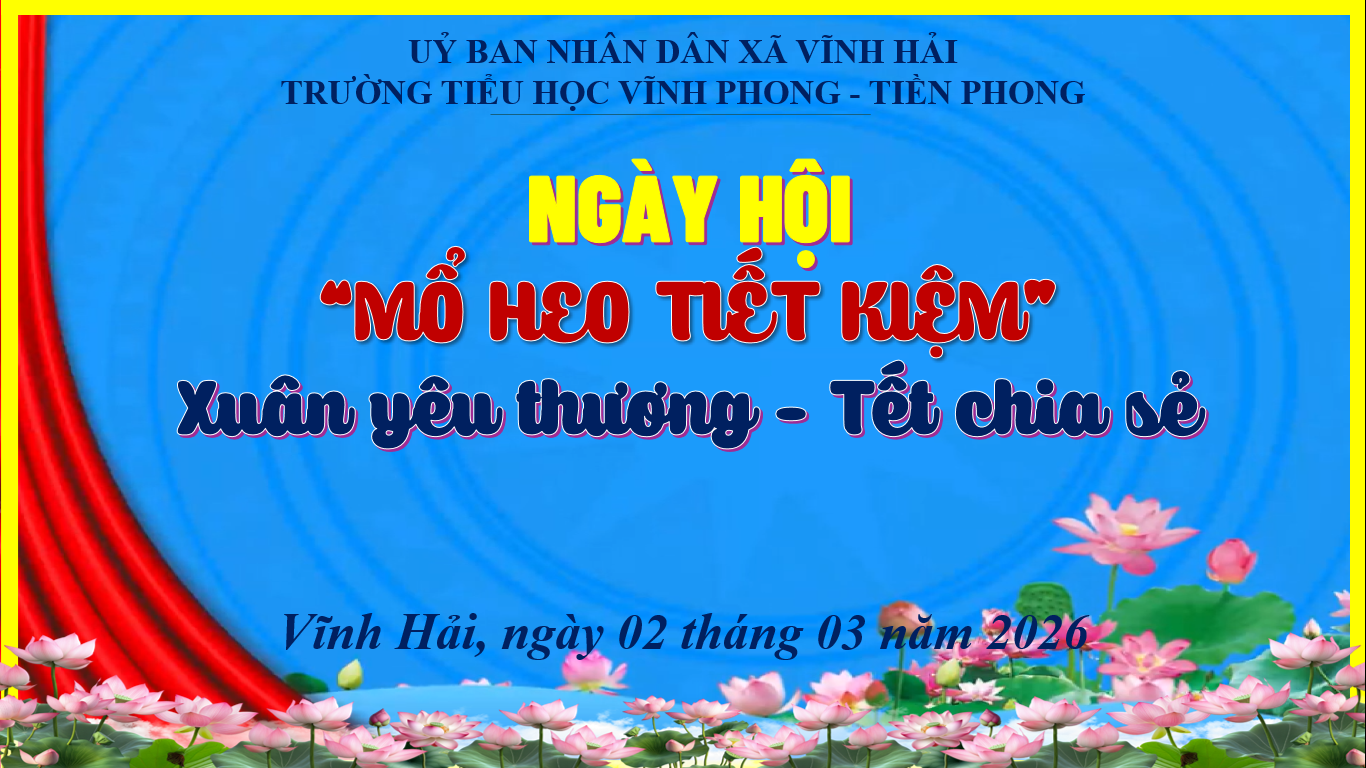 UỶ BAN NHÂN DÂN XÃ VĨNH HẢI
TRƯỜNG TIỂU HỌC VĨNH PHONG - TIỀN PHONG
NGÀY HỘI
“MỔ HEO TIẾT KIỆM"
Xuân yêu thương - Tết chia sẻ
Vĩnh Hải, ngày 02 tháng 03 năm 2026